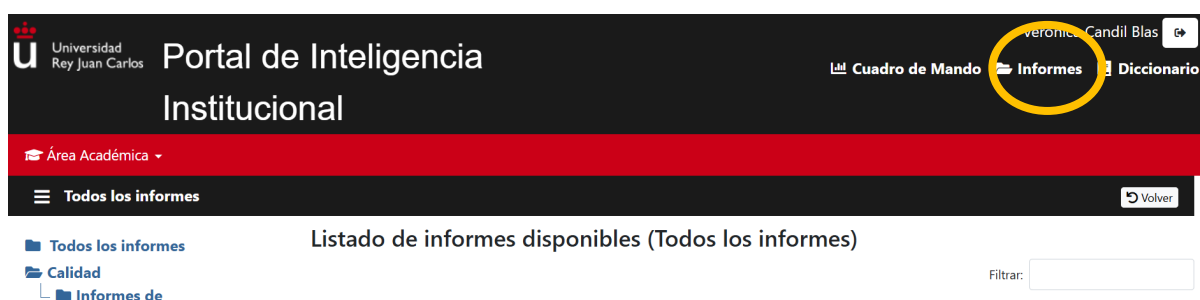 Verónica Candil Blas
Universidad
Rey Juan Carlos
Portal de Inteligencia
Institucional
Cuadro de Mando Informes Diccionario
Área Académica
Todos los informes
Volver
Todos los informes
Listado de informes disponibles (Todos los informes)
Calidad
Filtrar:
Informes de